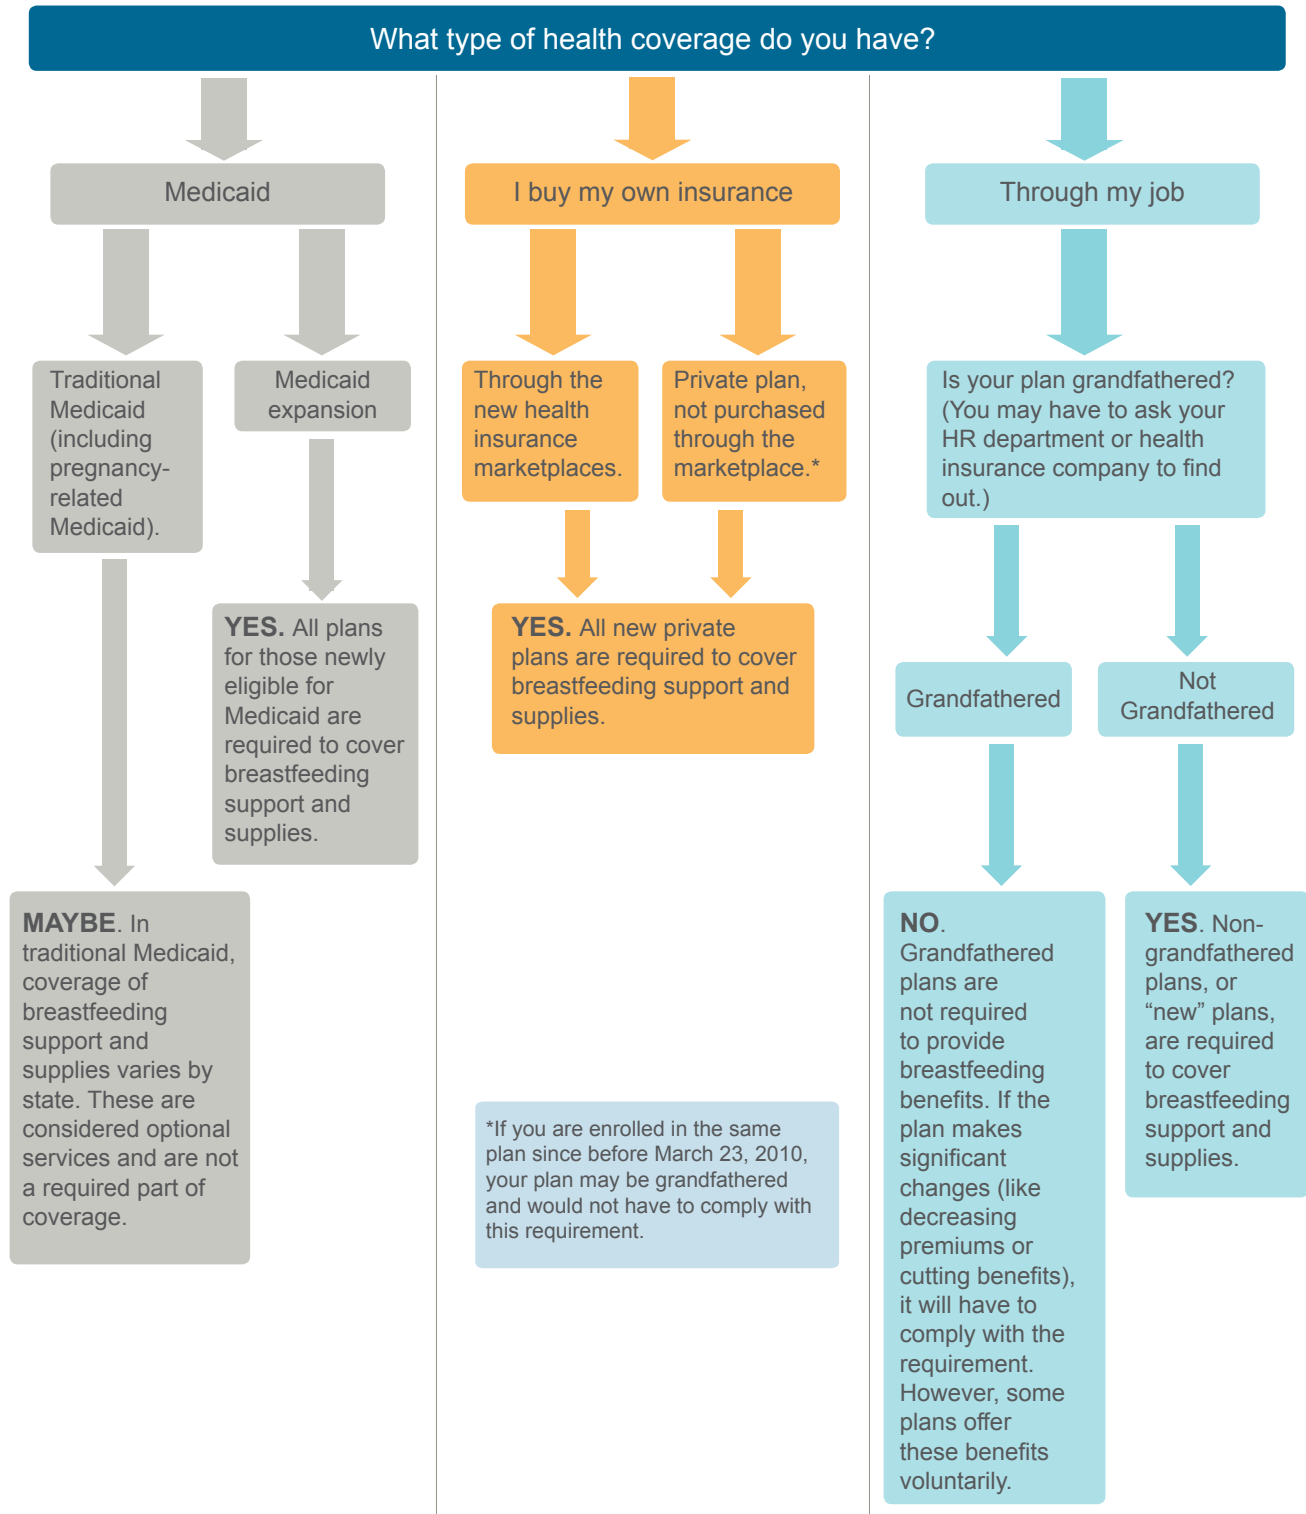 What type of health coverage do you have?
Medicaid
Traditional
Medicaid
(including
pregnancy-
related
Medicaid).
Medicaid
expansion
YES. All plans
for those newly
eligible for
Medicaid are
required to cover
breastfeeding
support and
supplies.
MAYBE. In
traditional Medicaid,
coverage of
breastfeeding
support and
supplies varies by
state. These are
considered optional
services and are not
a required part of
coverage.
I buy my own insurance
Through the
new health
insurance
marketplaces.
Private plan,
not purchased
through the
marketplace.*
YES. All new private
plans are required to cover
breastfeeding support and
supplies.
*If you are enrolled in the same
plan since before March 23, 2010,
your plan may be grandfathered
and would not have to comply with
this requirement.
Through my job
Is your plan grandfathered?
(You may have to ask your
HR department or health
insurance company to find
out.)
Grandfathered
Not
Grandfathered
NO.
Grandfathered
plans are
not required
to provide
breastfeeding
benefits. If the
plan makes
significant
changes (like
decreasing
premiums or
cutting benefits),
it will have to
comply with the
requirement.
However, some
plans offer
these benefits
voluntarily.
YES. Non-
grandfathered
plans, or
“new” plans,
are required
to cover
breastfeeding
support and
supplies.